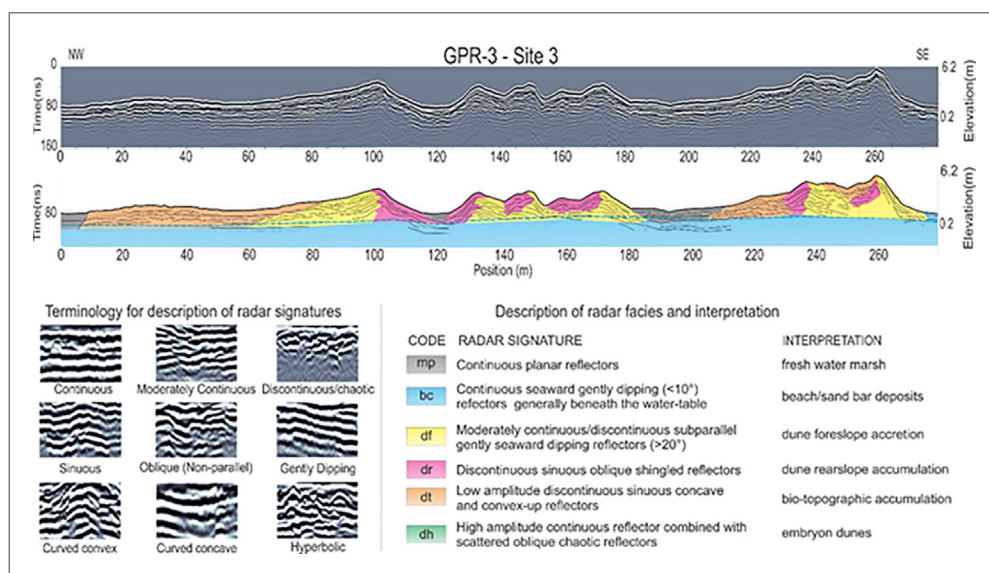 GPR-3 - Site 3
NW
SE
0
80
160
Time(ns)
6.2
0.2
Elevation(m)
0 20 40 60 80 100 120 140 160 180 200 220 240 260
80
Time(ns)
6.2
0.2
Elevation(m)
0 20 40 60 80 100 120 140 160 180 200 220 240 260
Position (m)
Terminology for description of radar signatures
Continuous
Moderately Continuous
Discontinuous/chaotic
Sinuous
Oblique (Non-parallel)
Gently Dipping
Curved convex
Curved concave
Hyperbolic
Description of radar facies and interpretation
CODE RADAR SIGNATURE INTERPRETATION
mp Continuous planar reflectors fresh water marsh
bc Continuous seaward gently dipping (<10°)
refectors generally beneath the water-table beach/sand bar deposits
df Moderately continuous/discontinuous subparallel
gently seaward dipping reflectors (>20°) dune foreslope accretion
dr Discontinuous sinuous oblique shingled reflectors dune rearslope accumulation
dt Low amplitude discontinuous sinuous concave
and convex-up reflectors bio-topographic accumulation
dh High amplitude continuous reflector combined with
scattered oblique chaotic reflectors embryon dunes